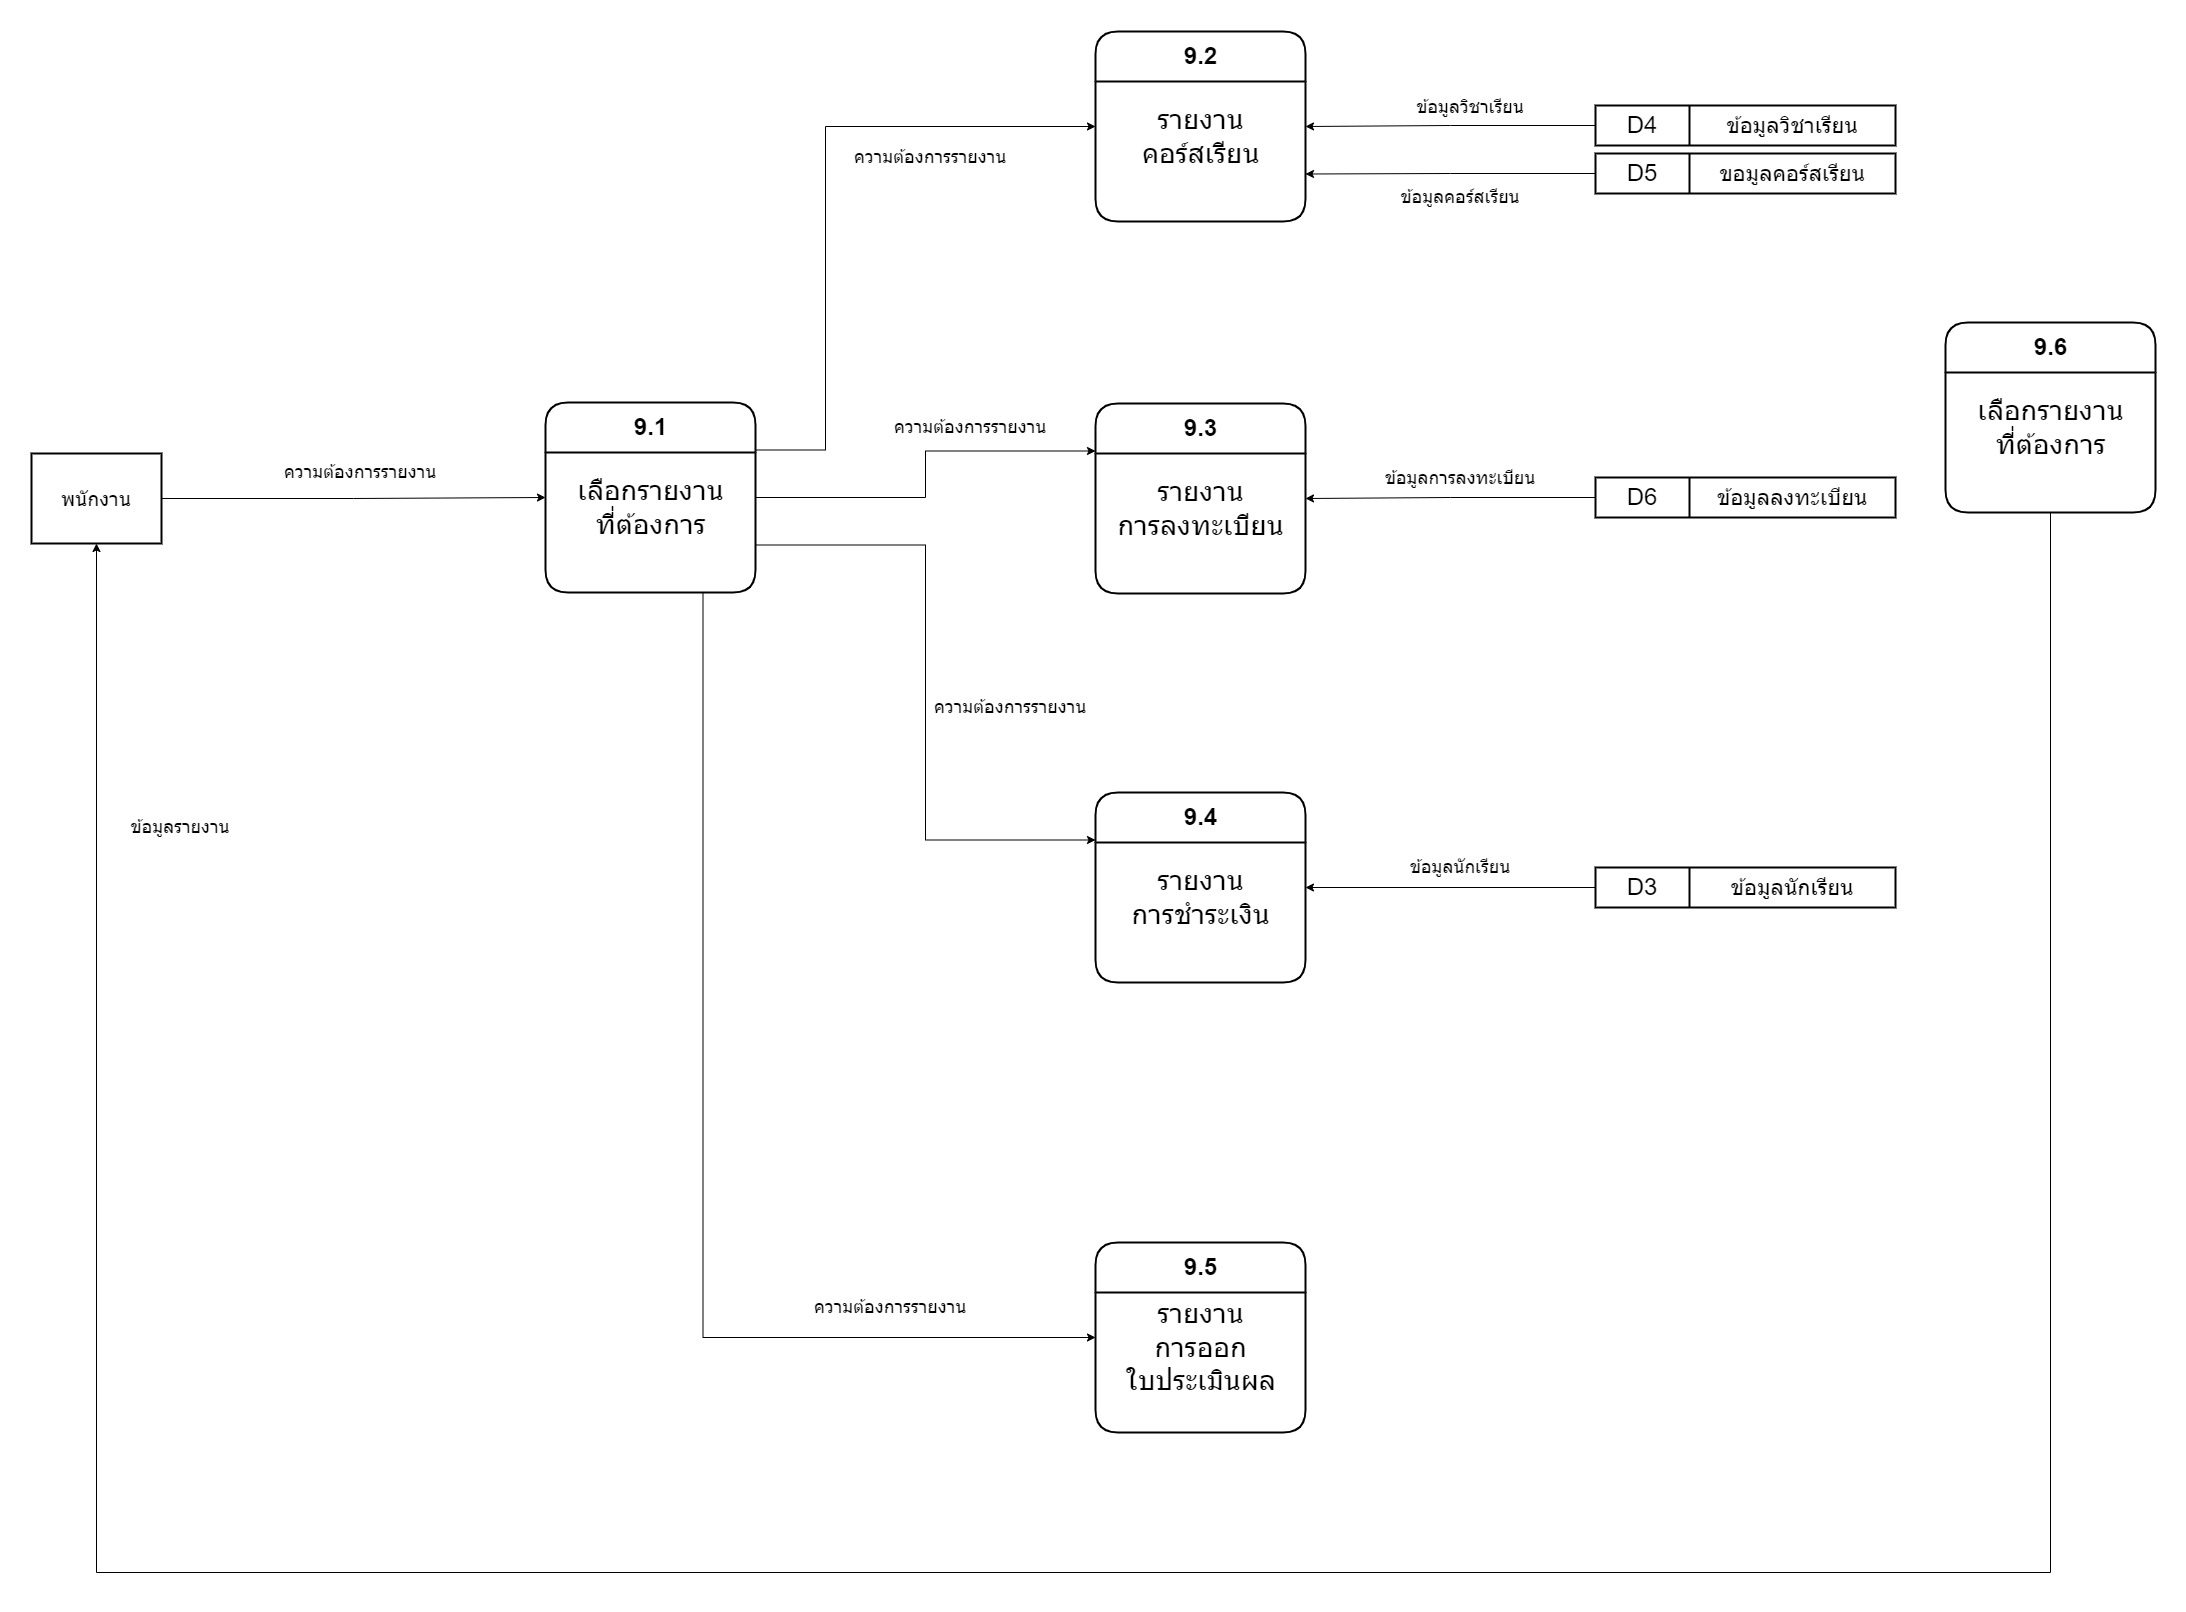 9.2
รายงาน
คอร์สเรียน
ข้อมูลวิชาเรียน
D4
ข้อมูลวิชาเรียน
ความต้องการรายงาน
D5
ขอมูลคอร์สเรียน
ข้อมูลคอร์สเรียน
9.6
เลือกรายงาน
ที่ต้องการ
9.1
เลือกรายงาน
ที่ต้องการ
ความต้องการรายงาน
9.3
รายงาน
การลงทะเบียน
พนักงาน
ความต้องการรายงาน
ข้อมูลการลงทะเบียน
D6
ข้อมูลลงทะเบียน
ความต้องการรายงาน
9.4
รายงาน
การชำระเงิน
ข้อมูลรายงาน
ข้อมูลนักเรียน
D3
ข้อมูลนักเรียน
9.5
รายงาน
การออก
ใบประเมินผล
ความต้องการรายงาน